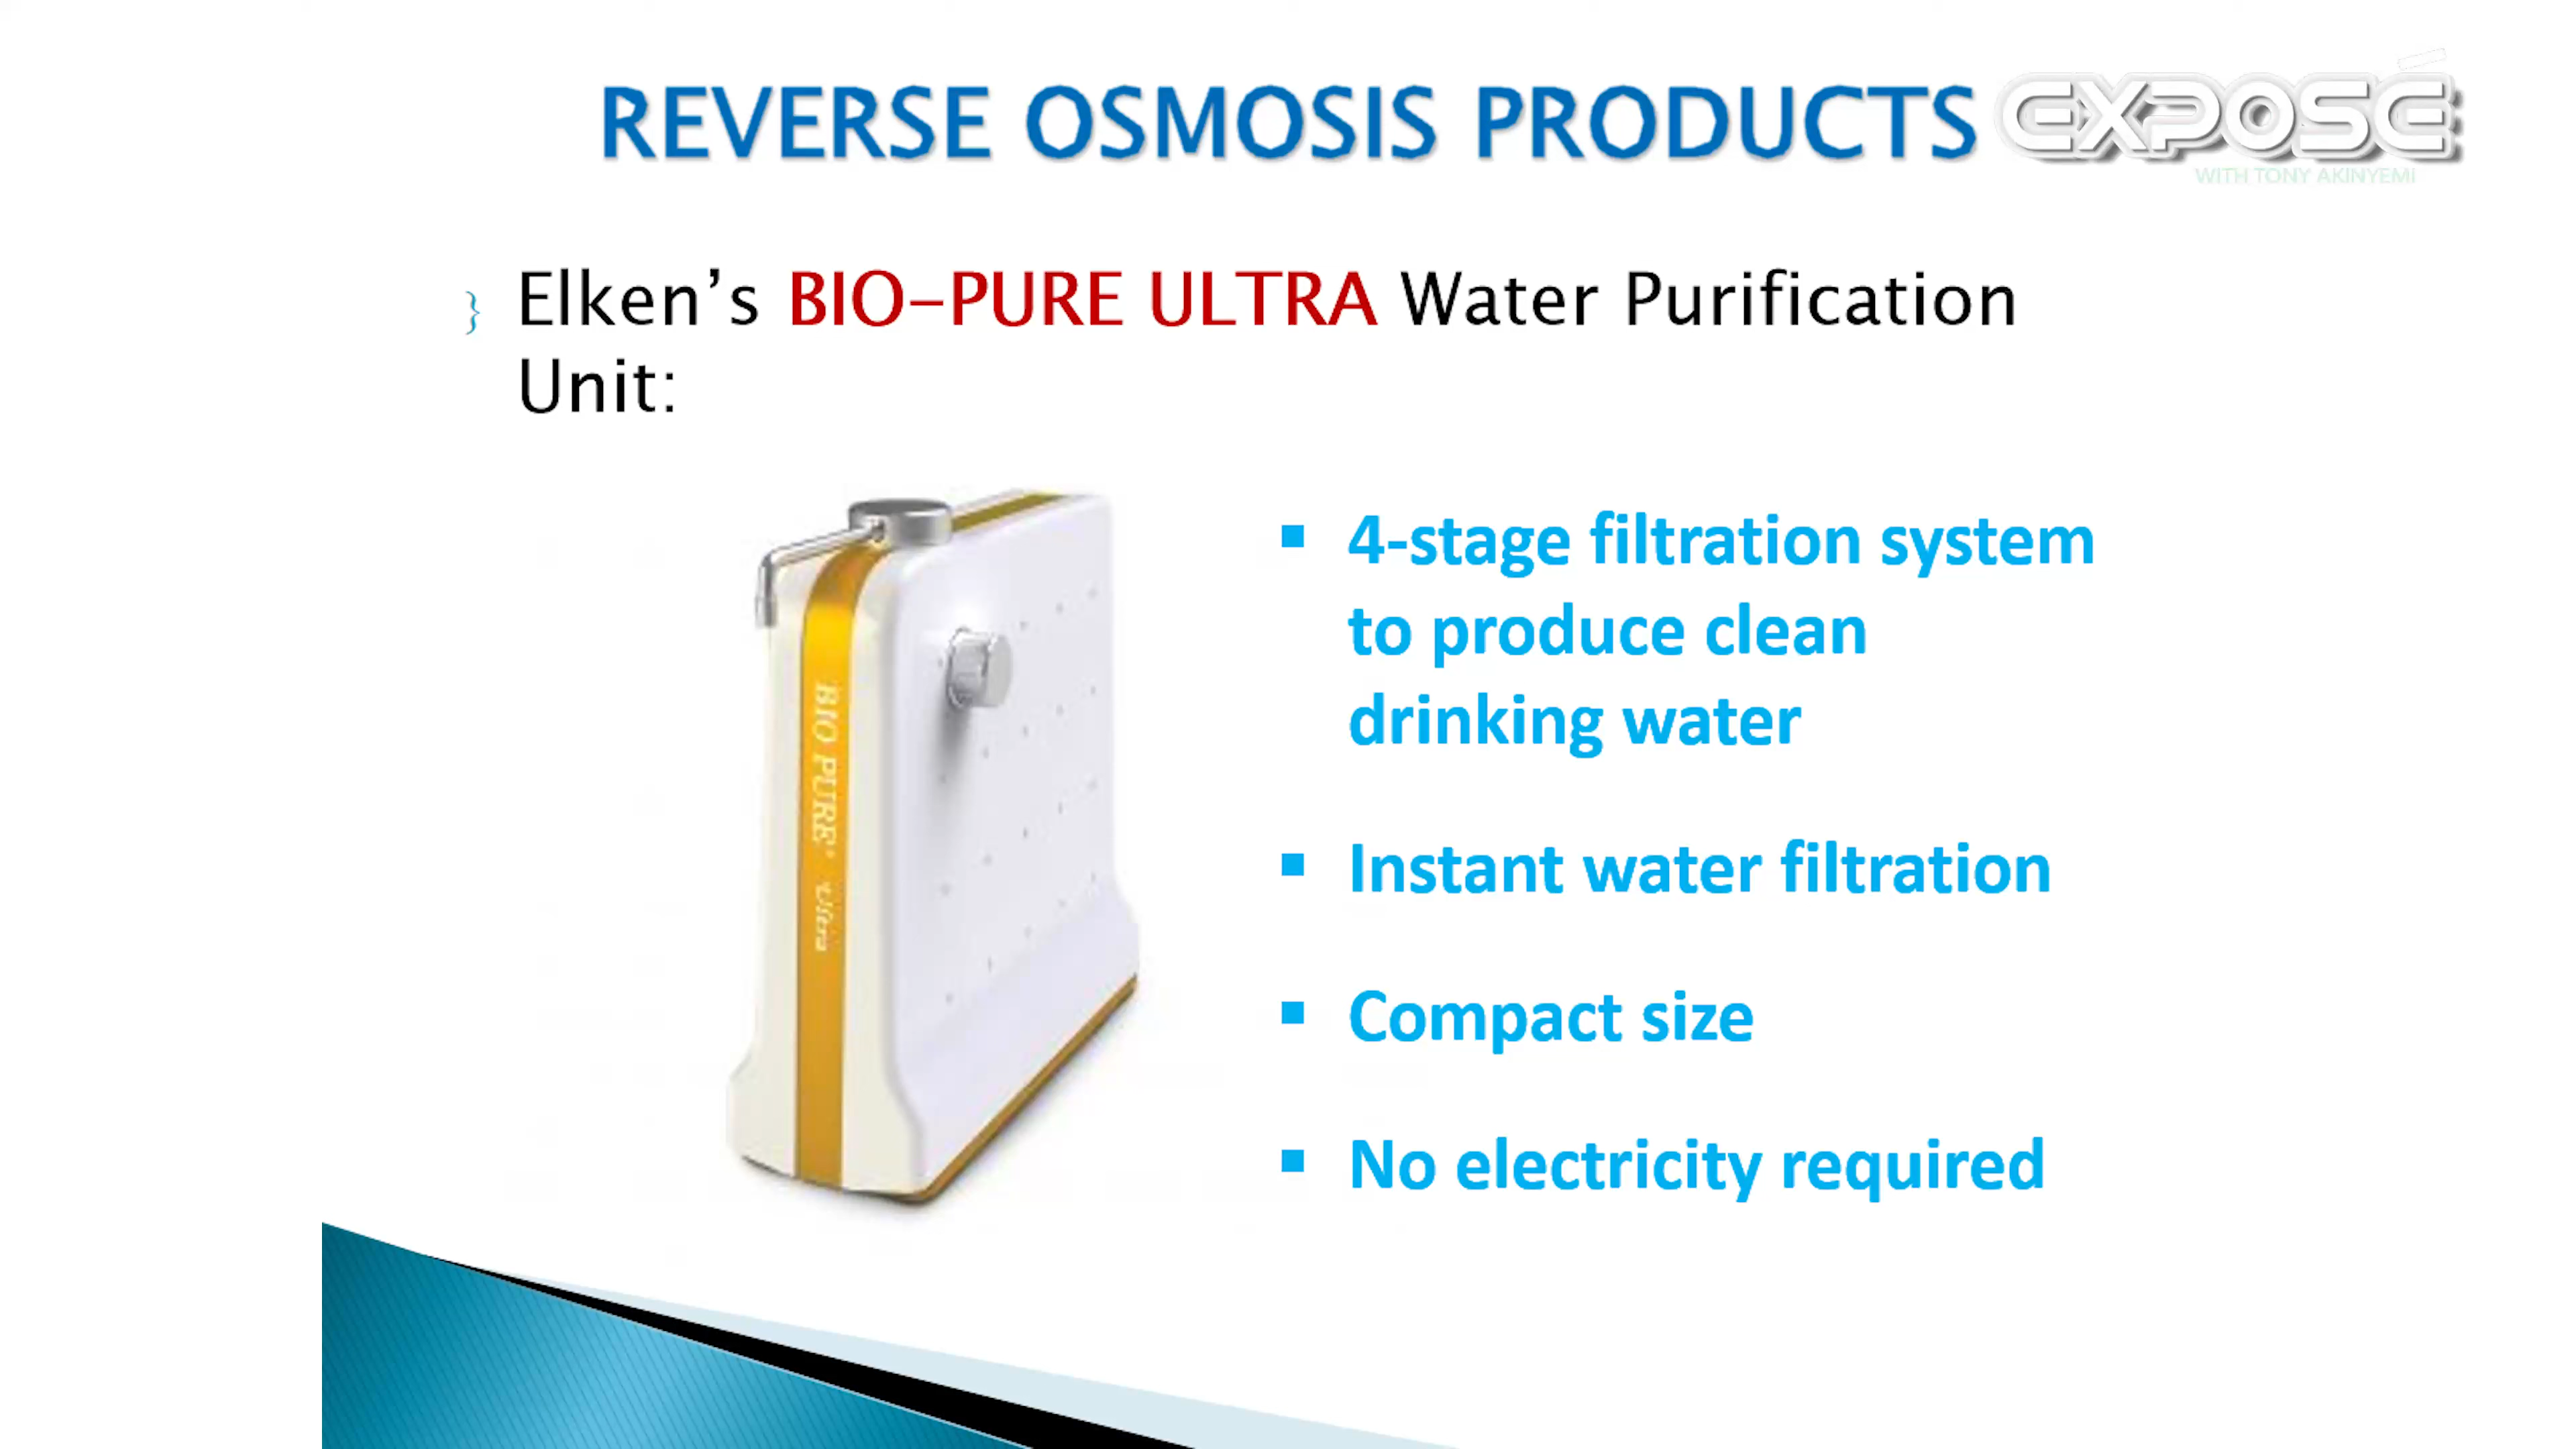 REVERSE OSMOSIS PRODUCTS
EXPOSÉ
WITH TONY AKINYEMI
Elken’s BIO-PURE ULTRA Water Purification
Unit:
BIO PURE Ultra
▪ 4-stage filtration system
to produce clean
drinking water
▪ Instant water filtration
▪ Compact size
▪ No electricity required